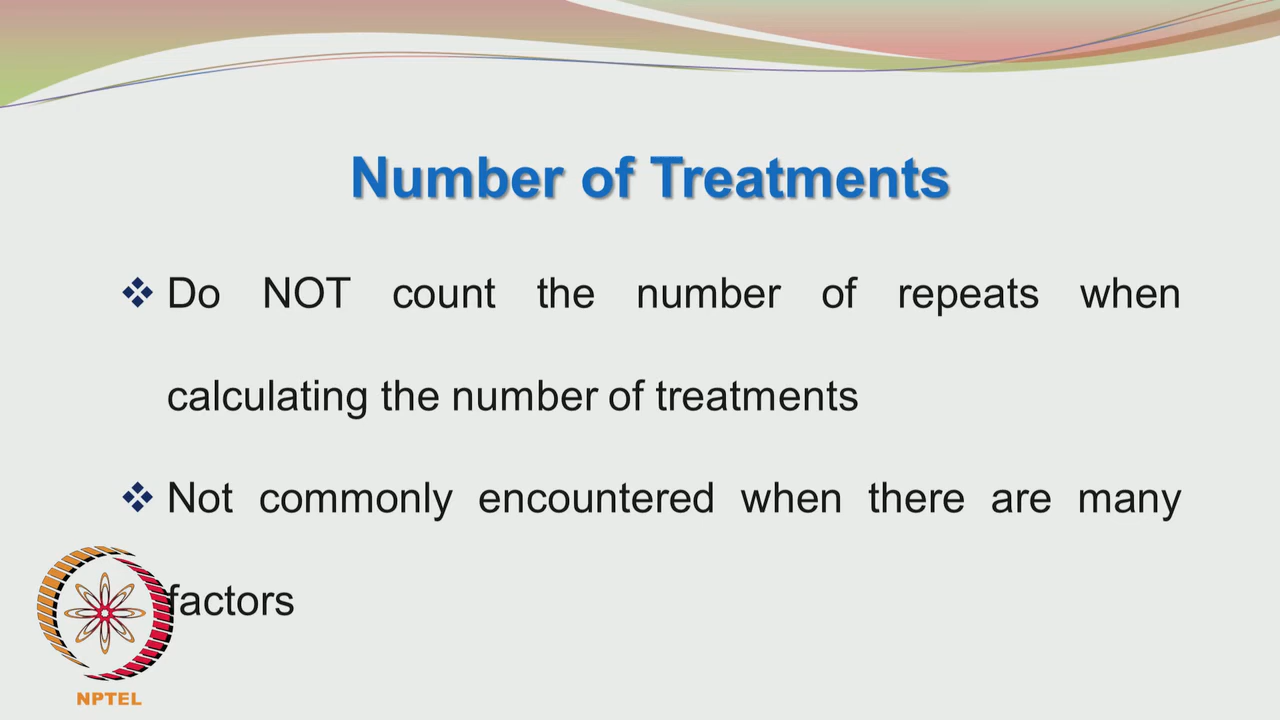 Number of Treatments
❖ Do NOT count the number of repeats when
calculating the number of treatments
❖ Not commonly encountered when there are many
factors
NPTEL